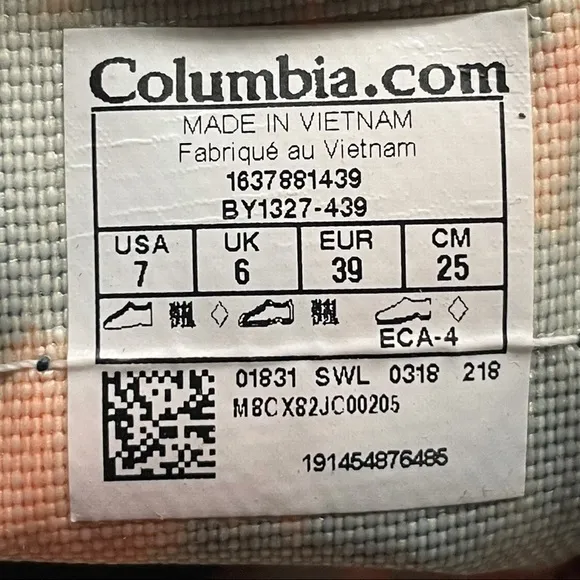 Columbia.com
MADE IN VIETNAM
Fabriqué au Vietnam
1637881439
BY1327-439
USA UK EUR CM
7 6 39 25
ECA-4
01831 SWL 0318 218
M8CX82JC00205
191454876485